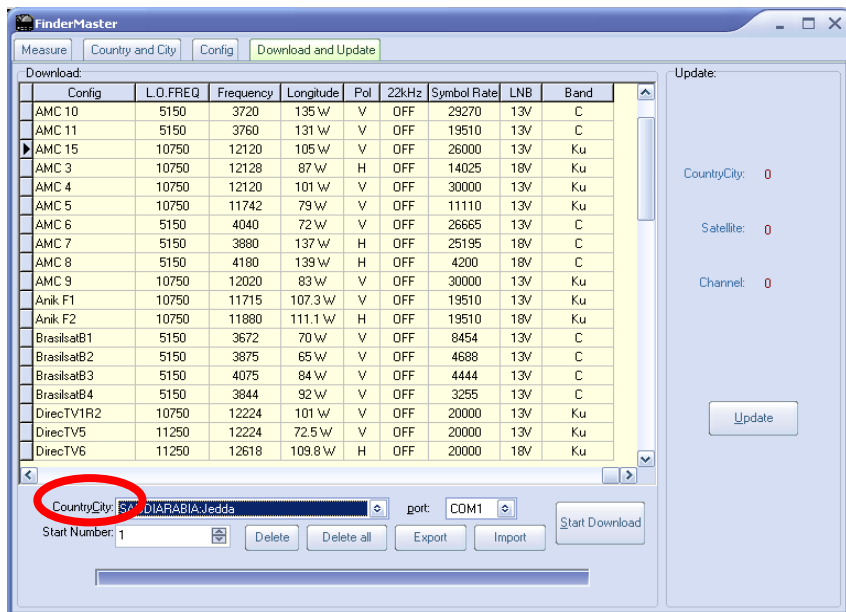 FinderMaster
Measure Country and City Config Download and Update
Download: Update:
Config L.O.FREQ Frequency Longitude Pol 22kHz Symbol Rate LNB Band
AMC 10 5150 3720 135 W V OFF 29270 13V C
AMC 11 5150 3760 131 W V OFF 19510 13V C
AMC 15 10750 12120 105 W V OFF 26000 13V Ku
AMC 3 10750 12128 87 W H OFF 14025 18V Ku
AMC 4 10750 12120 101 W V OFF 30000 13V Ku
AMC 5 10750 11742 79 W V OFF 11110 13V Ku
AMC 6 5150 4040 72 W V OFF 26665 13V C
AMC 7 5150 3880 137 W H OFF 25195 18V C
AMC 8 5150 4180 139 W H OFF 4200 18V C
AMC 9 10750 12020 83 W V OFF 30000 13V Ku
Anik F1 10750 11715 107.3 W V OFF 19510 13V Ku
Anik F2 10750 11880 111.1 W H OFF 19510 18V Ku
BrasilsatB1 5150 3672 70 W V OFF 8454 13V C
BrasilsatB2 5150 3875 65 W V OFF 4688 13V C
BrasilsatB3 5150 4075 84 W V OFF 4444 13V C
BrasilsatB4 5150 3844 92 W V OFF 3255 13V C
DirecTV1R2 10750 12224 101 W V OFF 20000 13V Ku
DirecTV5 11250 12224 72.5 W V OFF 20000 13V Ku
DirecTV6 11250 12618 109.8 W H OFF 20000 18V Ku
CountryCity: 0
Satellite: 0
Channel: 0
Update
CountryCity: SAUDIARABIA:Jedda port: COM1
Start Download
Start Number: 1 Delete Delete all Export Import